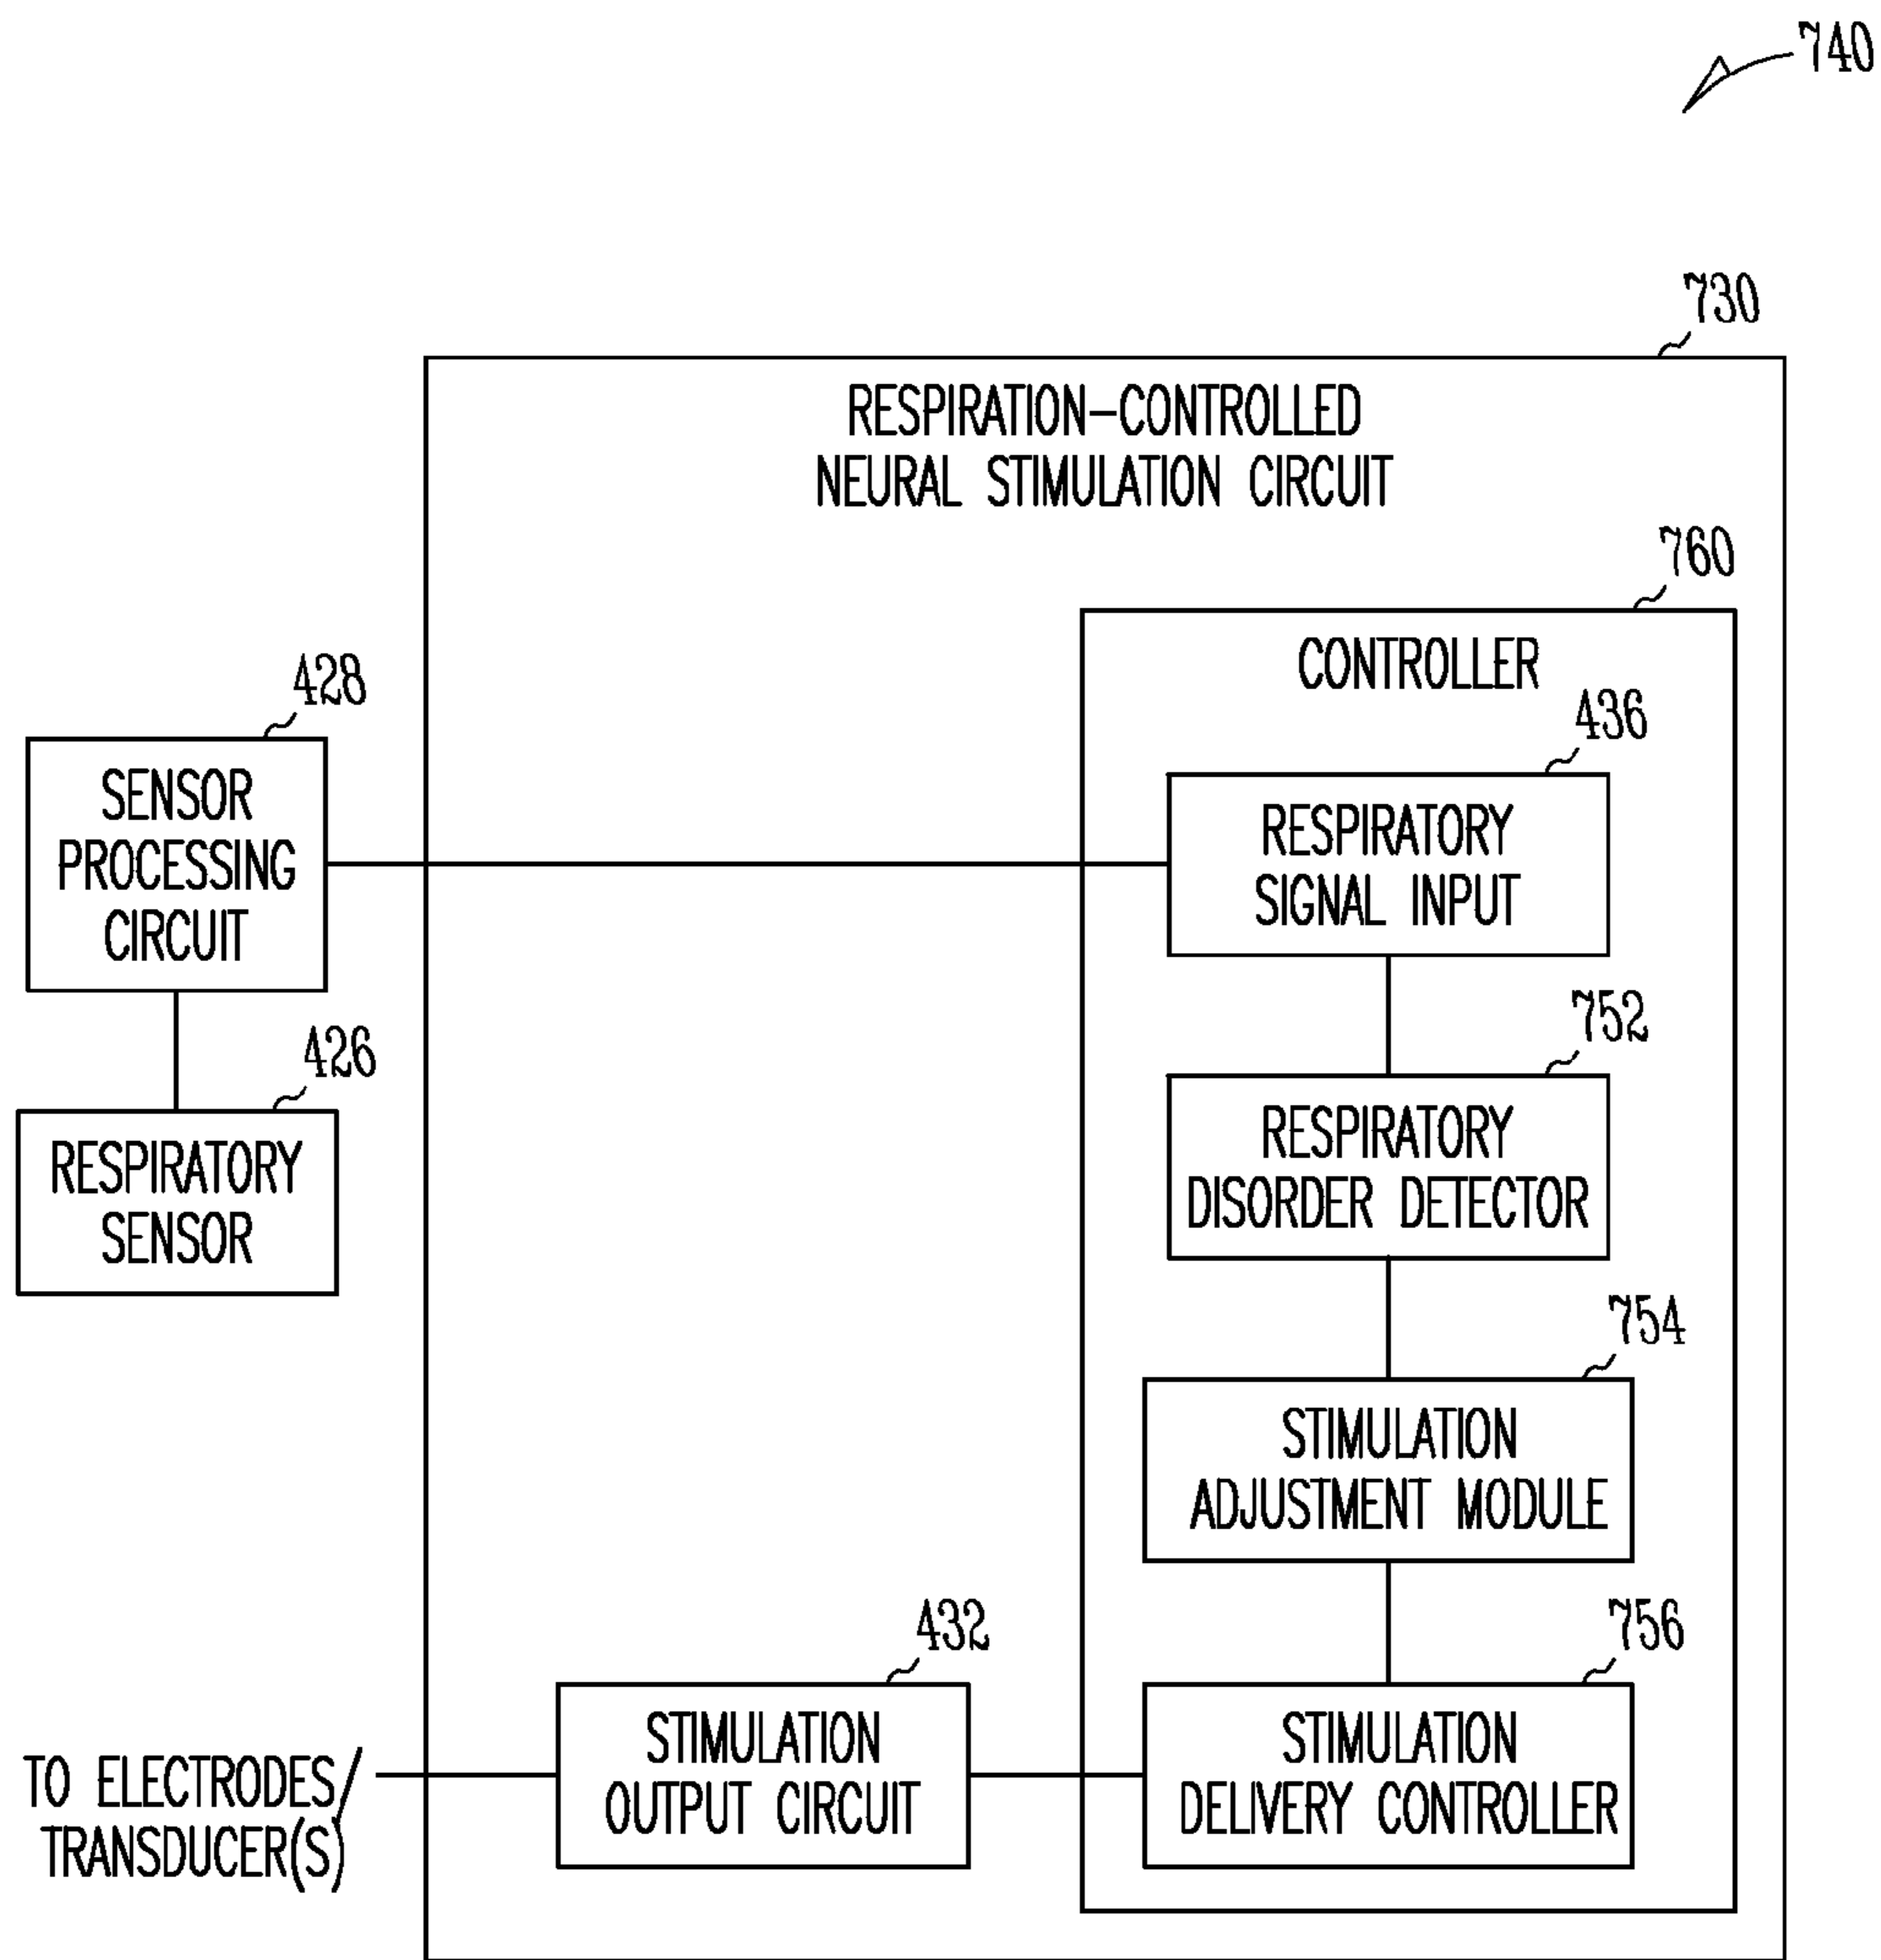 740
730
RESPIRATION-CONTROLLED
NEURAL STIMULATION CIRCUIT
760
CONTROLLER
428
SENSOR
PROCESSING
CIRCUIT
436
RESPIRATORY
SIGNAL INPUT
426
RESPIRATORY
SENSOR
752
RESPIRATORY
DISORDER DETECTOR
754
STIMULATION
ADJUSTMENT MODULE
432
STIMULATION
OUTPUT CIRCUIT
756
STIMULATION
DELIVERY CONTROLLER
TO ELECTRODES/
TRANSDUCER(S)